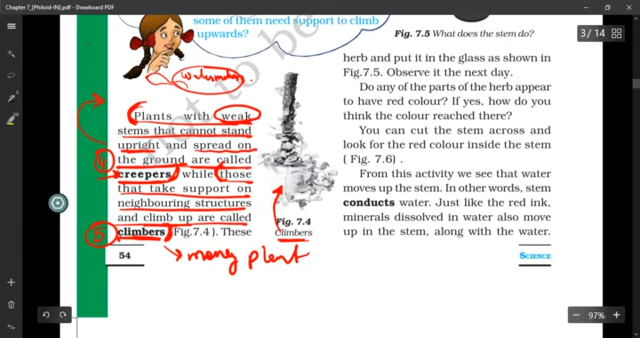 Chapter 7_[Philoid-IN].pdf - Drawboard PDF
3/14
some of them need support to climb
upwards?
watermelon
Plants with weak
stems that cannot stand
upright and spread on
the ground are called
creepers while those
that take support on
neighbouring structures
and climb up are called
climbers (Fig.7.4). These
4
5
→ money plant
54
Fig. 7.4
Climbers
Fig. 7.5 What does the stem do?
herb and put it in the glass as shown in
Fig.7.5. Observe it the next day.
Do any of the parts of the herb appear
to have red colour? If yes, how do you
think the colour reached there?
You can cut the stem across and
look for the red colour inside the stem
( Fig. 7.6) .
From this activity we see that water
moves up the stem. In other words, stem
conducts water. Just like the red ink,
minerals dissolved in water also move
up in the stem, along with the water.
SCIENCE
97%